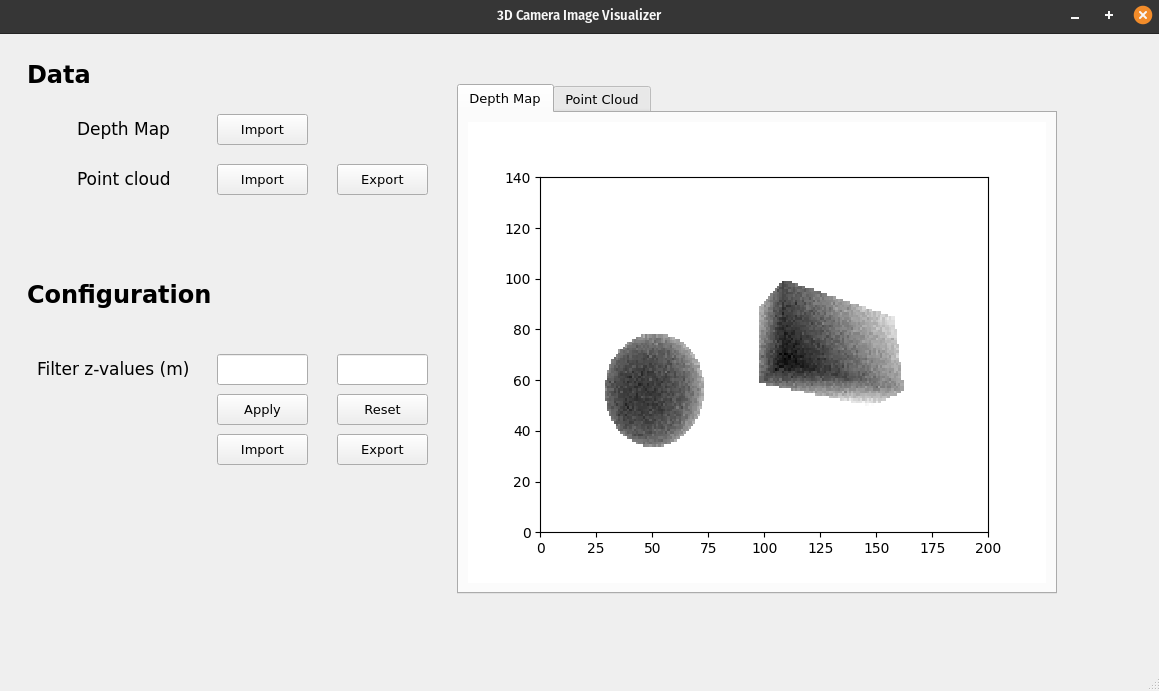 3D Camera Image Visualizer
Data
Depth Map Import
Point cloud Import Export
Configuration
Filter z-values (m)
Apply Reset
Import Export
Depth Map Point Cloud
140
120
100
80
60
40
20
0
0 25 50 75 100 125 150 175 200